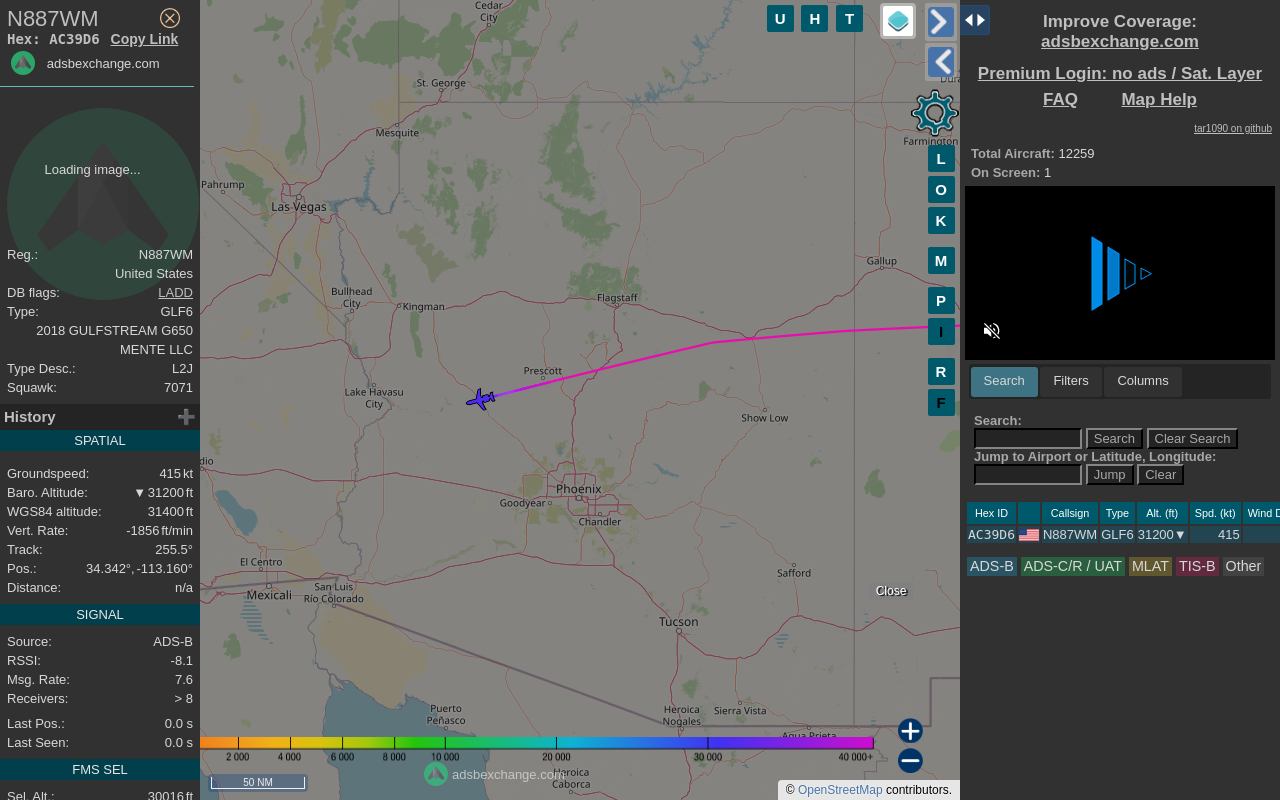 N887WM
Hex: AC39D6 Copy Link
adsbexchange.com
Loading image...
Reg.: N887WM
United States
DB flags: LADD
Type: GLF6
2018 GULFSTREAM G650
MENTE LLC
Type Desc.: L2J
Squawk: 7071
History
SPATIAL
Groundspeed: 415 kt
Baro. Altitude: ▼ 31200 ft
WGS84 altitude: 31400 ft
Vert. Rate: -1856 ft/min
Track: 255.5°
Pos.: 34.342°, -113.160°
Distance: n/a
SIGNAL
Source: ADS-B
RSSI: -8.1
Msg. Rate: 7.6
Receivers: > 8
Last Pos.: 0.0 s
Last Seen: 0.0 s
FMS SEL
Sel. Alt.: 30016 ft
Cedar
City
U H T
St. George
Mesquite
Farmington
Pahrump
Las Vegas
L
O
K
M
P
I
R
F
Gallup
Bullhead
City
Kingman
Flagstaff
Prescott
Lake Havasu
City
Show Low
dio
Phoenix
Goodyear
Chandler
El Centro
Mexicali
San Luis
Río Colorado
Safford
Close
Tucson
Puerto
Peñasco
Heroica
Nogales
Sierra Vista
Agua Prieta
2 000 4 000 6 000 8 000 10 000 20 000 30 000 40 000+
adsbexchange.com
Heroica
Caborca
50 NM
© OpenStreetMap contributors.
Improve Coverage:
adsbexchange.com
Premium Login: no ads / Sat. Layer
FAQ Map Help
tar1090 on github
Total Aircraft: 12259
On Screen: 1
Search Filters Columns
Search:
Search Clear Search
Jump to Airport or Latitude, Longitude:
Jump Clear
Hex ID Callsign Type Alt. (ft) Spd. (kt) Wind D
AC39D6 N887WM GLF6 31200▼ 415
ADS-B ADS-C/R / UAT MLAT TIS-B Other